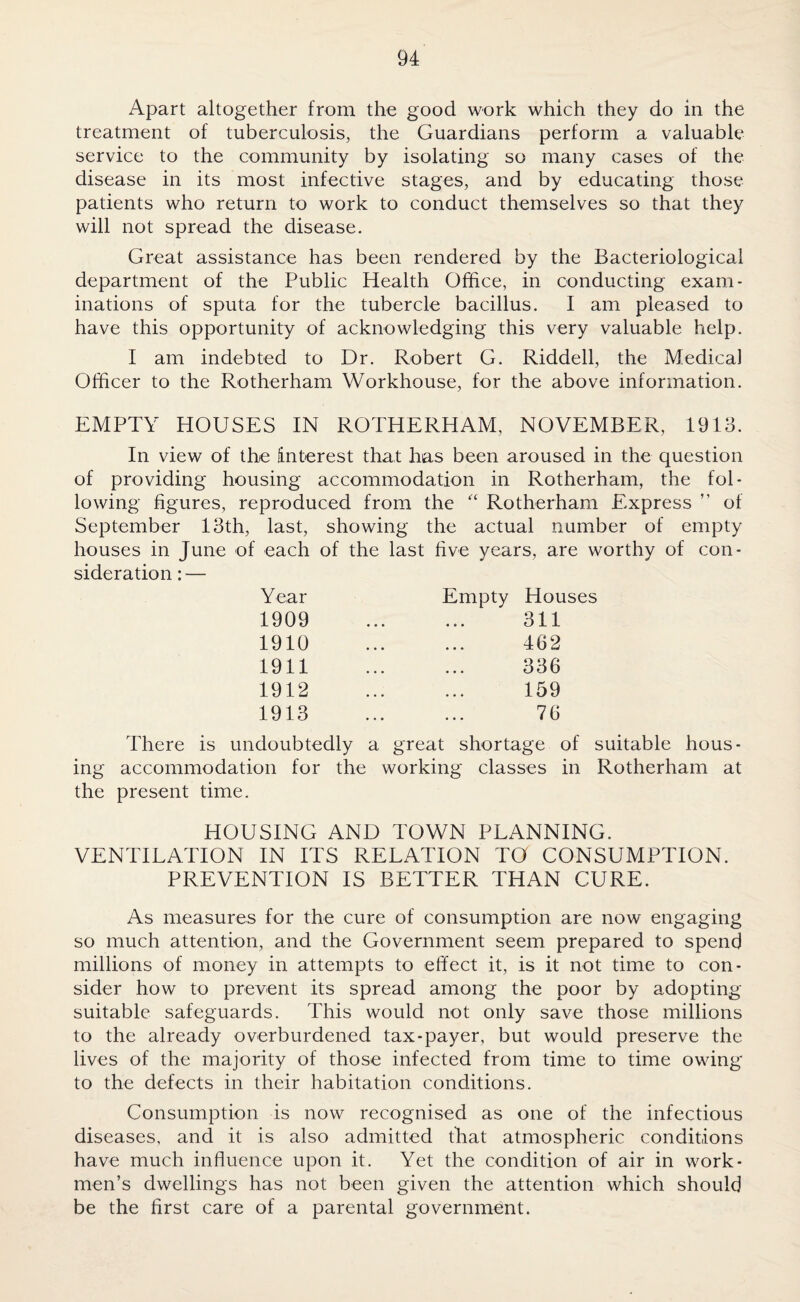 94
Apart altogether from the good work which they do in the
treatment of tuberculosis, the Guardians perform a valuable
service to the community by isolating so many cases of the
disease in its most infective stages, and by educating those
patients who return to work to conduct themselves so that they
will not spread the disease.
Great assistance has been rendered by the Bacteriological
department of the Public Health Office, in conducting exam-
inations of sputa for the tubercle bacillus. I am pleased to
have this opportunity of acknowledging this very valuable help.
I am indebted to Dr. Robert G. Riddell, the Medical
Officer to the Rotherham Workhouse, for the above information.
EMPTY HOUSES IN ROTHERHAM, NOVEMBER, 1913.
In view of the interest that has been aroused in the question
of providing housing accommodation in Rotherham, the fol-
lowing figures, reproduced from the “ Rotherham Express ” of
September 13th, last, showing the actual number of empty
houses in June of each of the last five years, are worthy of con-
sideration :—
Year Empty Houses
1909 ... ... 311
1910 ... ... 462
1911 ... ... 336
1912 ... ... 159
1913 ... ... 76
There is undoubtedly a great shortage of suitable hous-
ing accommodation for the working classes in Rotherham at
the present time.
HOUSING AND TOWN PLANNING.
VENTILATION IN ITS RELATION TO CONSUMPTION.
PREVENTION IS BETTER THAN CURE.
As measures for the cure of consumption are now engaging
so much attention, and the Government seem prepared to spend
millions of money in attempts to effect it, is it not time to con-
sider how to prevent its spread among the poor by adopting
suitable safeguards. This would not only save those millions
to the already overburdened tax-payer, but would preserve the
lives of the majority of those infected from time to time owing
to the defects in their habitation conditions.
Consumption is now recognised as one of the infectious
diseases, and it is also admitted that atmospheric conditions
have much influence upon it. Yet the condition of air in work-
men’s dwellings has not been given the attention which should
be the first care of a parental government.